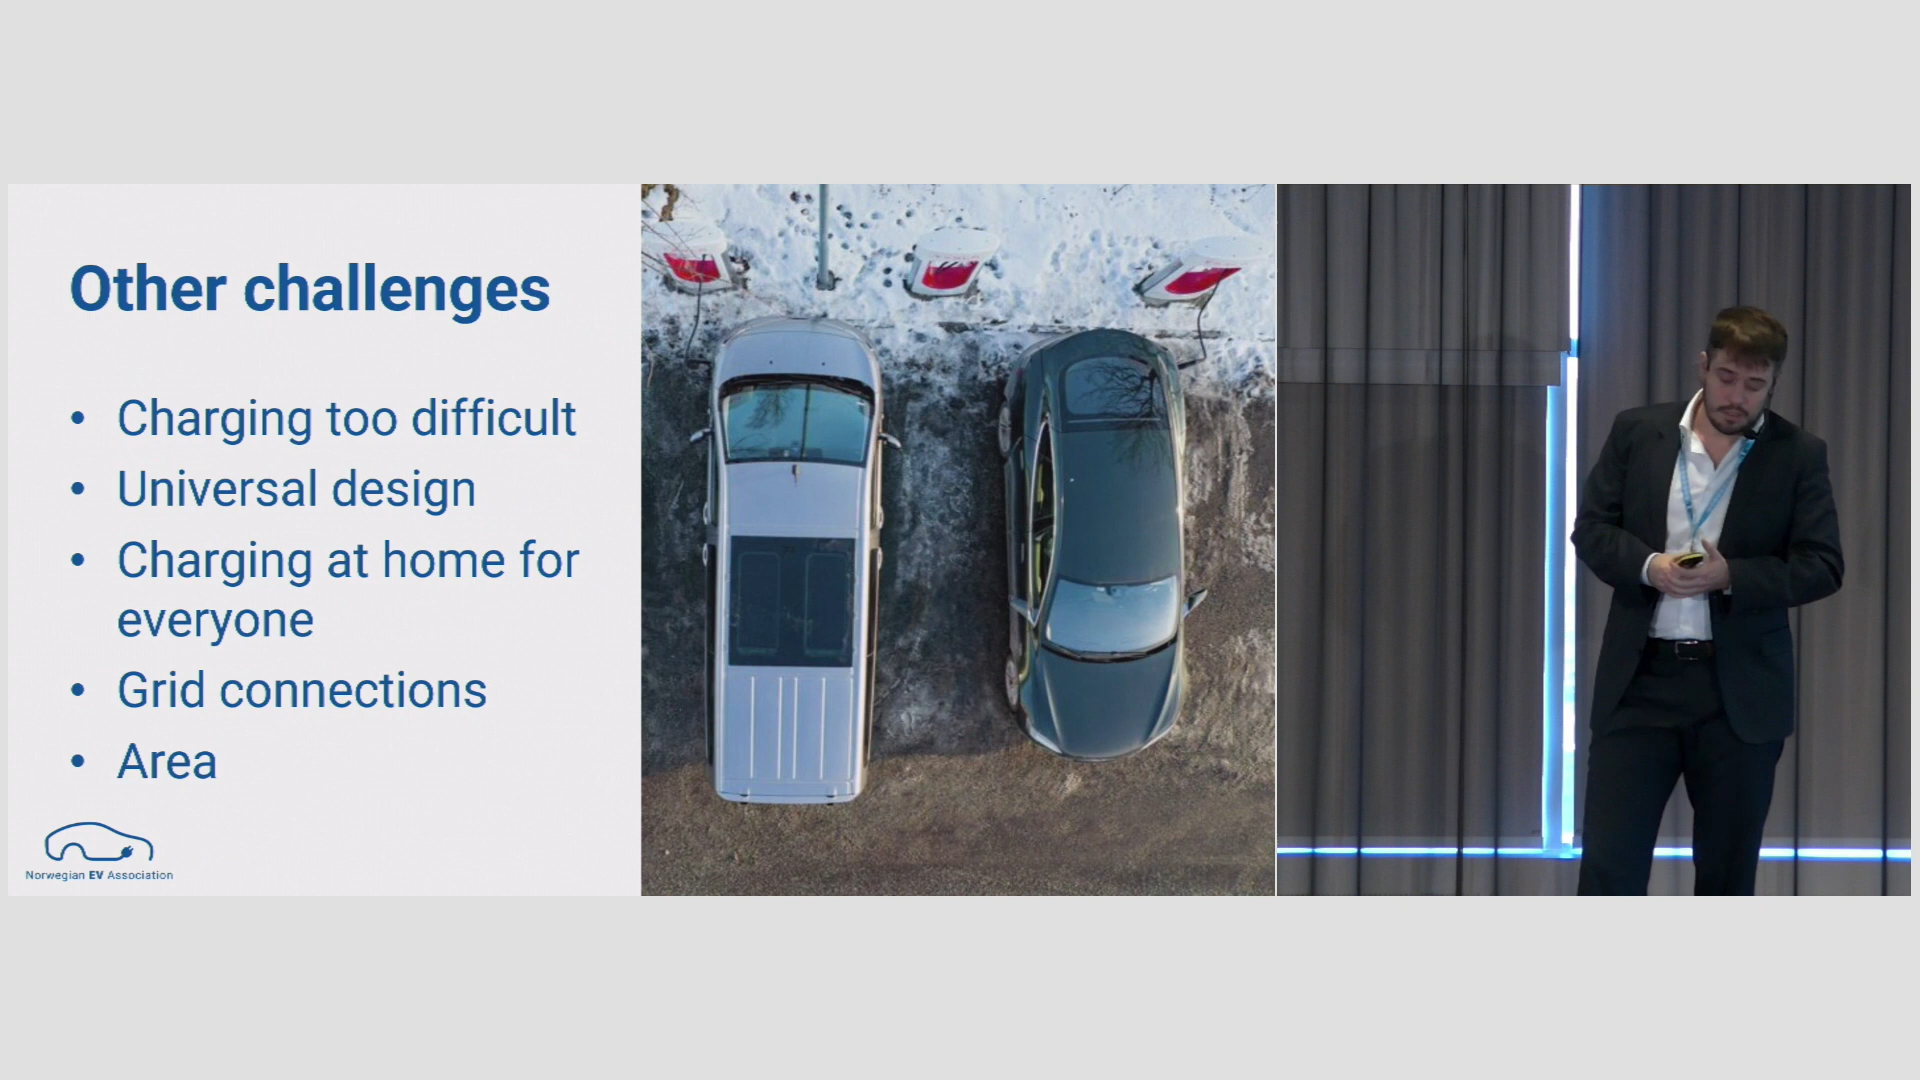 Other challenges
• Charging too difficult
• Universal design
• Charging at home for
everyone
• Grid connections
• Area
Norwegian EV Association